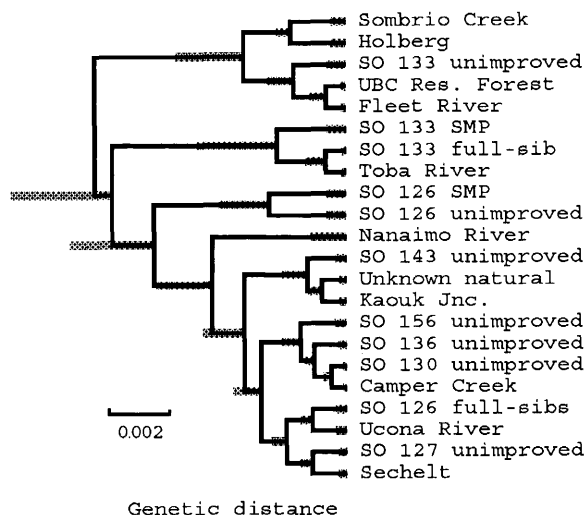 Sombrio Creek
Holberg
SO 133 unimproved
UBC Res. Forest
Fleet River
SO 133 SMP
SO 133 full-sib
Toba River
SO 126 SMP
SO 126 unimproved
Nanaimo River
SO 143 unimproved
Unknown natural
Kaouk Jnc.
SO 156 unimproved
SO 136 unimproved
SO 130 unimproved
Camper Creek
SO 126 full-sibs
Ucona River
SO 127 unimproved
Sechelt
0.002
Genetic distance